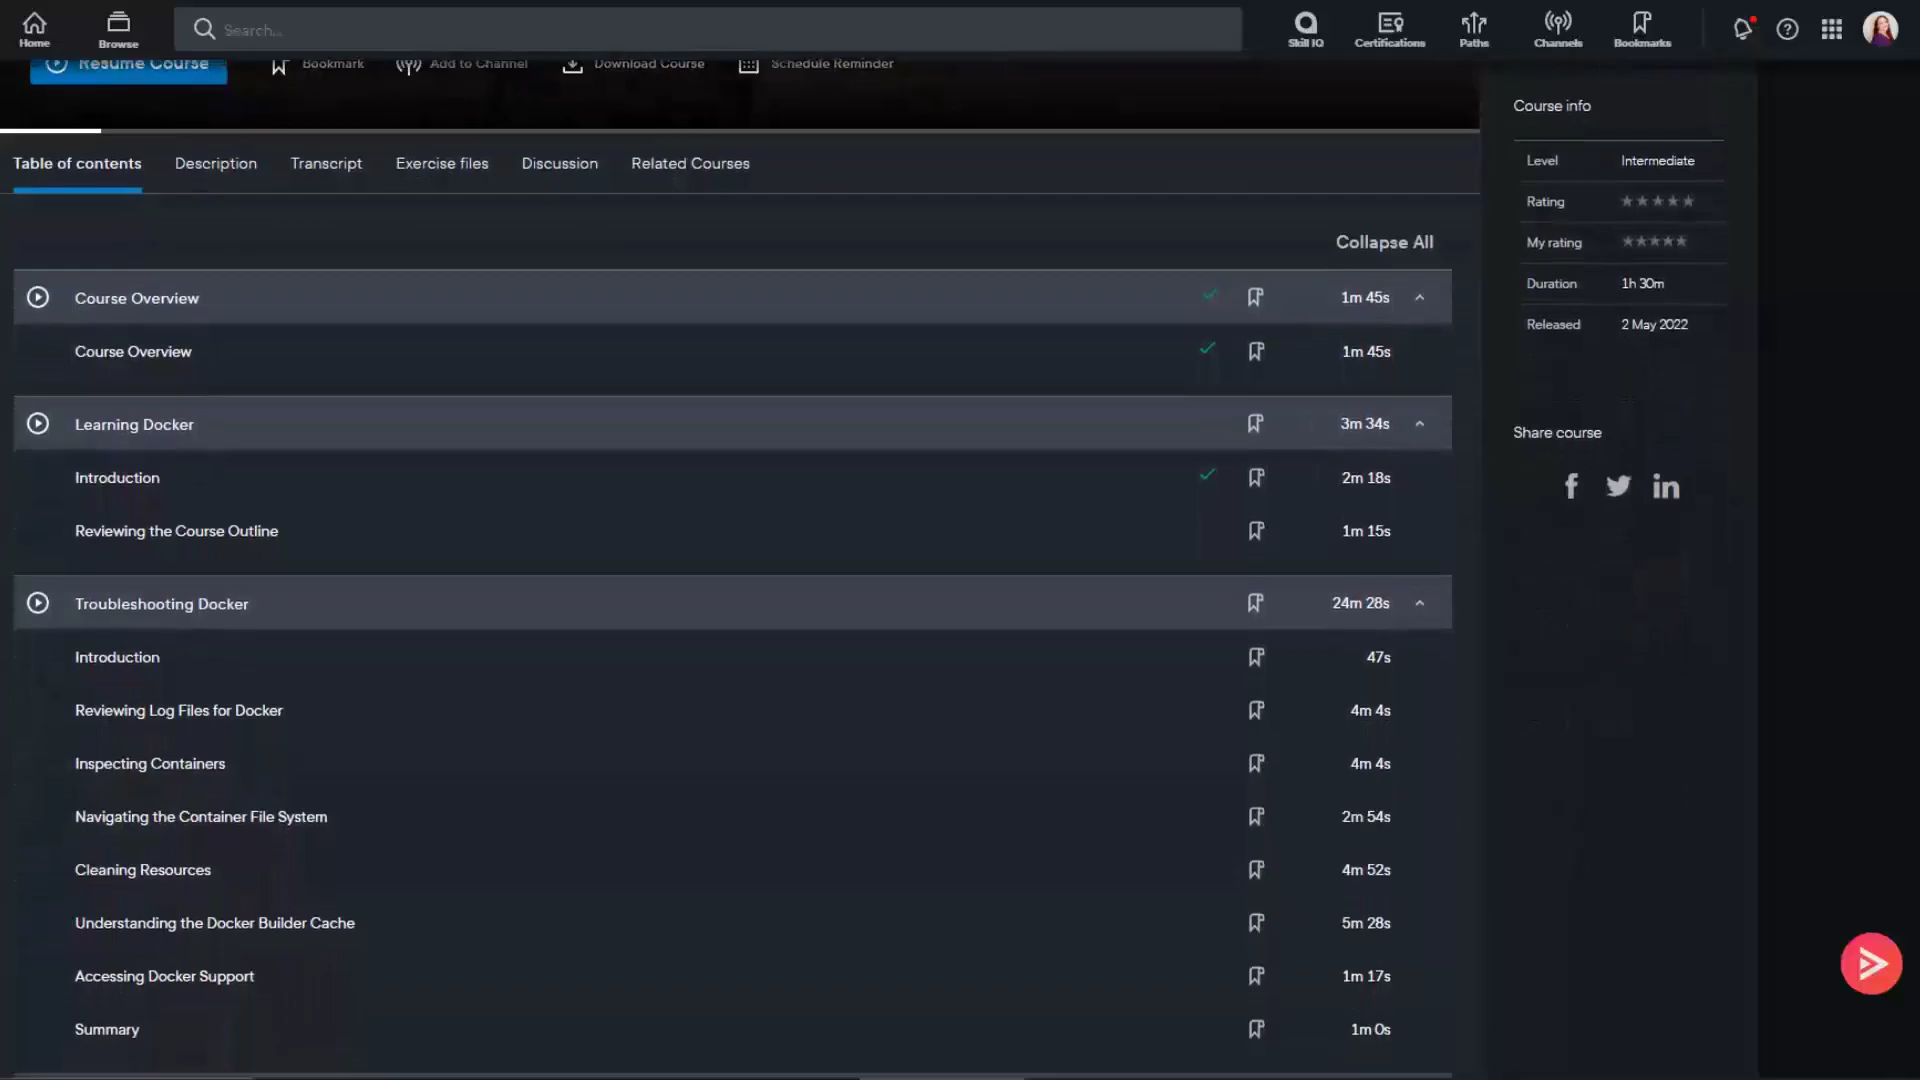 Home
Browse
Search...
Skill IQ
Certifications
Paths
Channels
Bookmarks
Resume Course
Bookmark
Add to Channel
Download Course
Schedule Reminder
Table of contents
Description
Transcript
Exercise files
Discussion
Related Courses
Collapse All
Course Overview 1m 45s
Course Overview 1m 45s
Learning Docker 3m 34s
Introduction 2m 18s
Reviewing the Course Outline 1m 15s
Troubleshooting Docker 24m 28s
Introduction 47s
Reviewing Log Files for Docker 4m 4s
Inspecting Containers 4m 4s
Navigating the Container File System 2m 54s
Cleaning Resources 4m 52s
Understanding the Docker Builder Cache 5m 28s
Accessing Docker Support 1m 17s
Summary 1m 0s
Course info
Level Intermediate
Rating
My rating
Duration 1h 30m
Released 2 May 2022
Share course